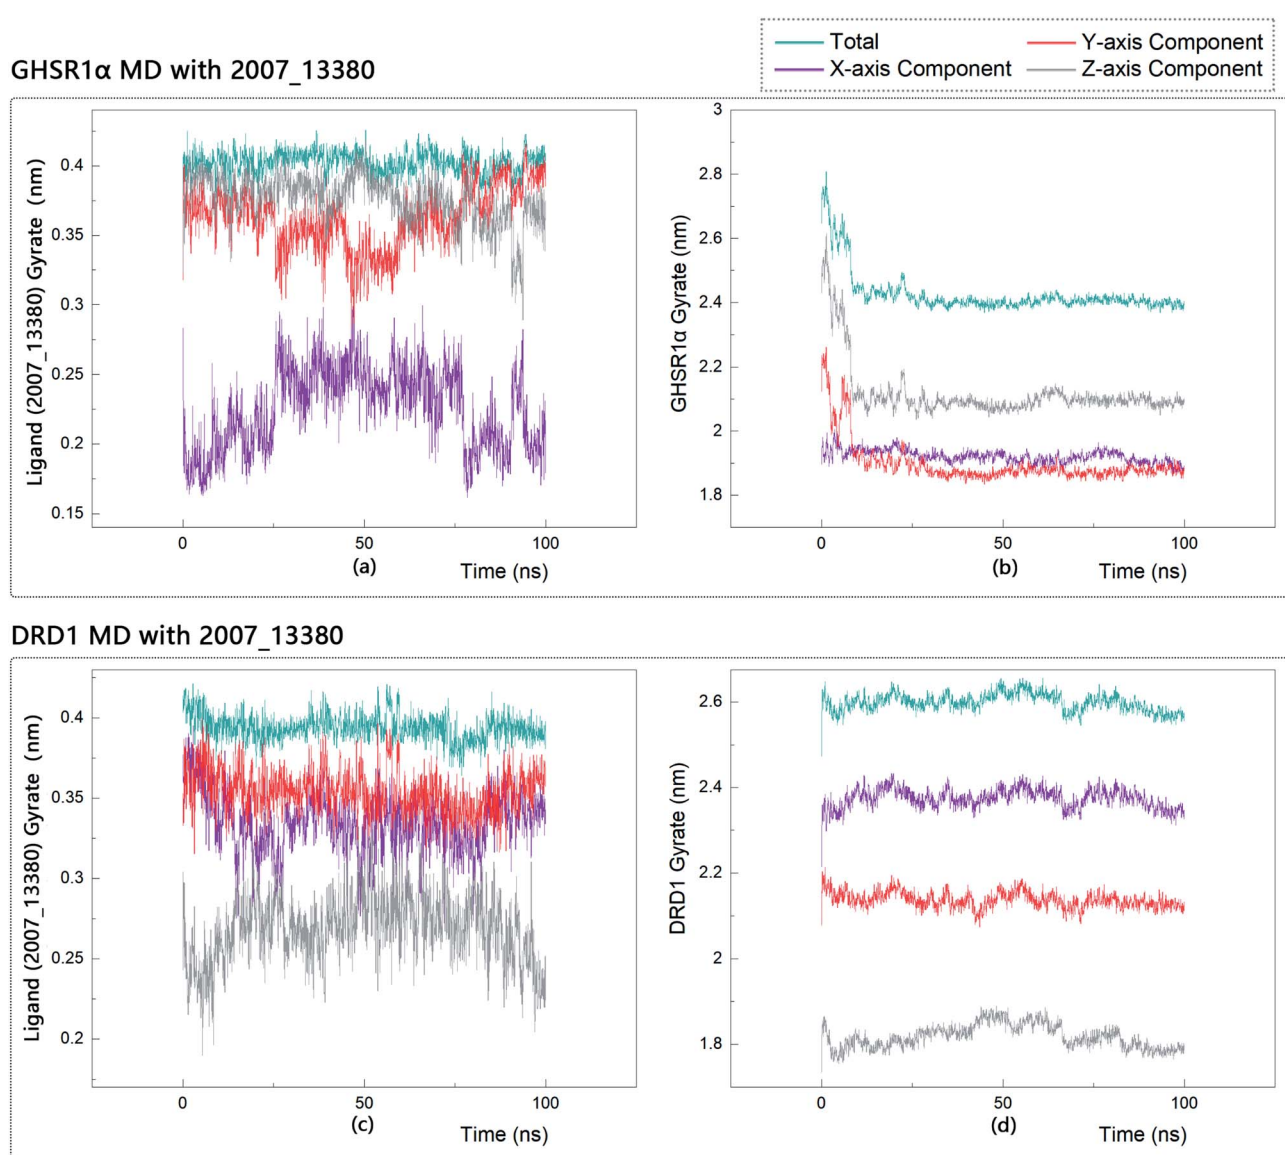 Total
Y-axis Component
X-axis Component
Z-axis Component
GHSR1α MD with 2007_13380
Ligand (2007_13380) Gyrate (nm)
0.4
0.35
0.3
0.25
0.2
0.15
0
50
100
(a)
Time (ns)
GHSR1α Gyrate (nm)
3
2.8
2.6
2.4
2.2
2
1.8
0
50
100
(b)
Time (ns)
DRD1 MD with 2007_13380
Ligand (2007_13380) Gyrate (nm)
0.4
0.35
0.3
0.25
0.2
0
50
100
(c)
Time (ns)
DRD1 Gyrate (nm)
2.6
2.4
2.2
2
1.8
0
50
100
(d)
Time (ns)